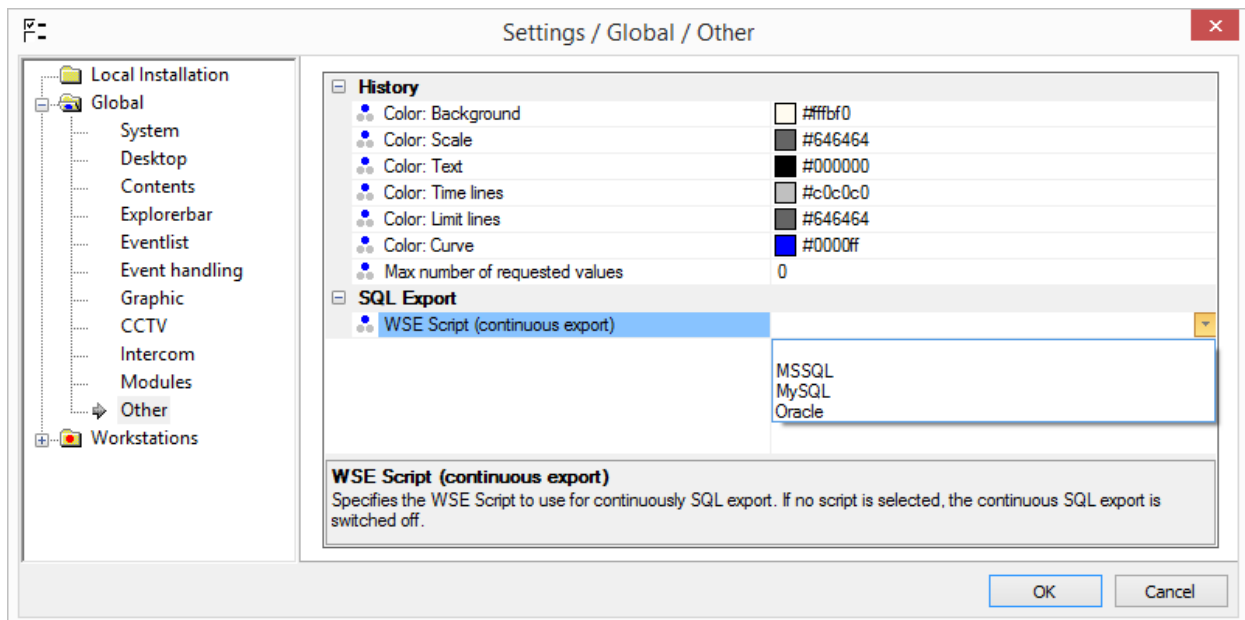 Settings / Global / Other
Local Installation
Global
System
Desktop
Contents
Explorerbar
Eventlist
Event handling
Graphic
CCTV
Intercom
Modules
Other
Workstations
History
Color: Background #fffbf0
Color: Scale #646464
Color: Text #000000
Color: Time lines #c0c0c0
Color: Limit lines #646464
Color: Curve #0000ff
Max number of requested values 0
SQL Export
WSE Script (continuous export)
MSSQL
MySQL
Oracle
WSE Script (continuous export)
Specifies the WSE Script to use for continuously SQL export. If no script is selected, the continuous SQL export is
switched off.
OK Cancel